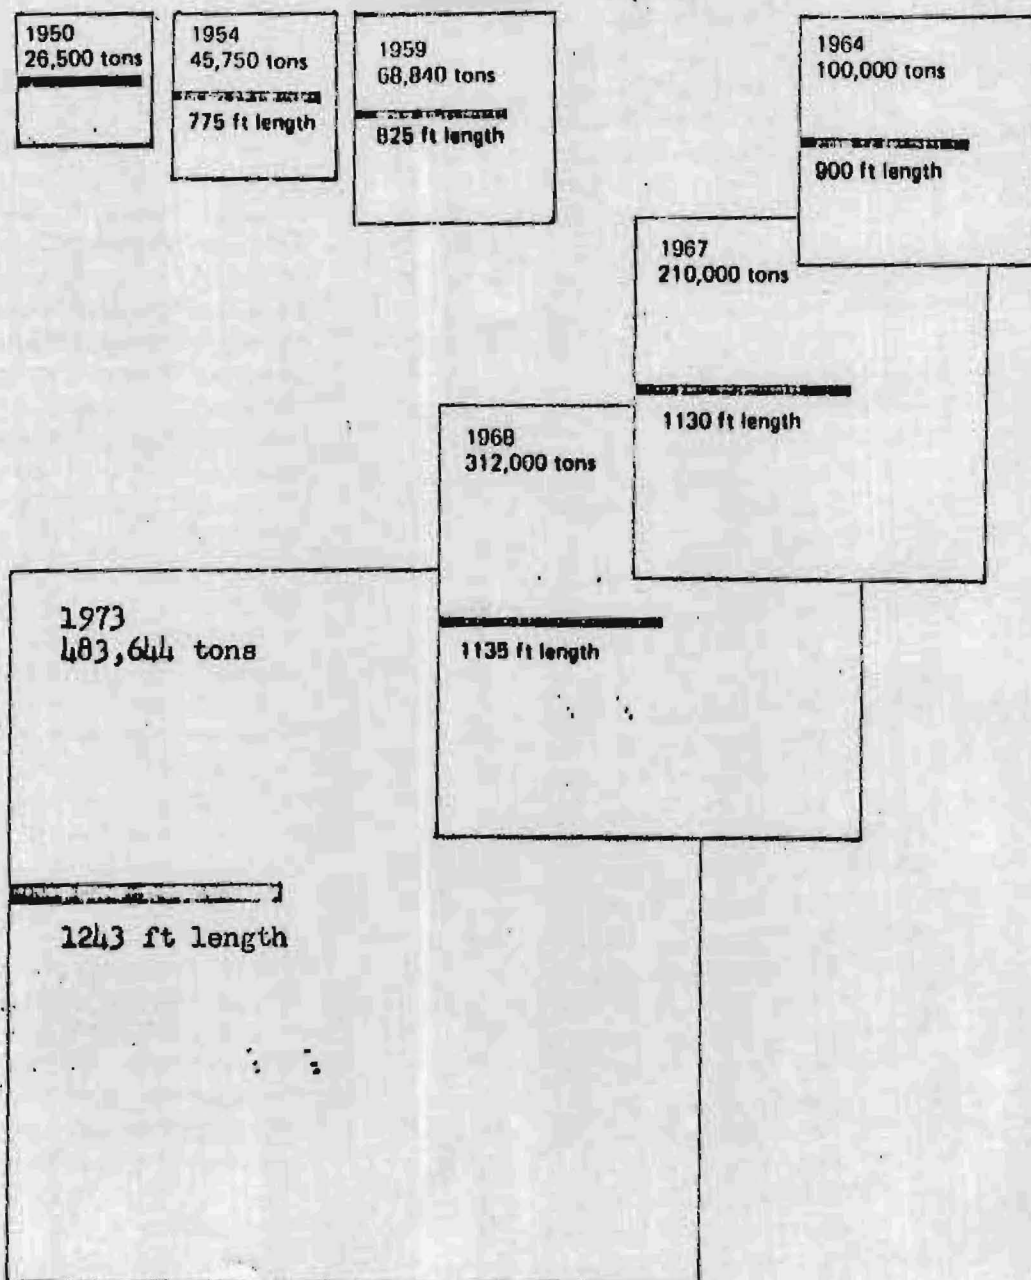 1950
26,500 tons
1954
45,750 tons
775 ft length
1959
68,840 tons
825 ft length
1964
100,000 tons
900 ft length
1967
210,000 tons
1130 ft length
1968
312,000 tons
1135 ft length
1973
483,644 tons
1243 ft length